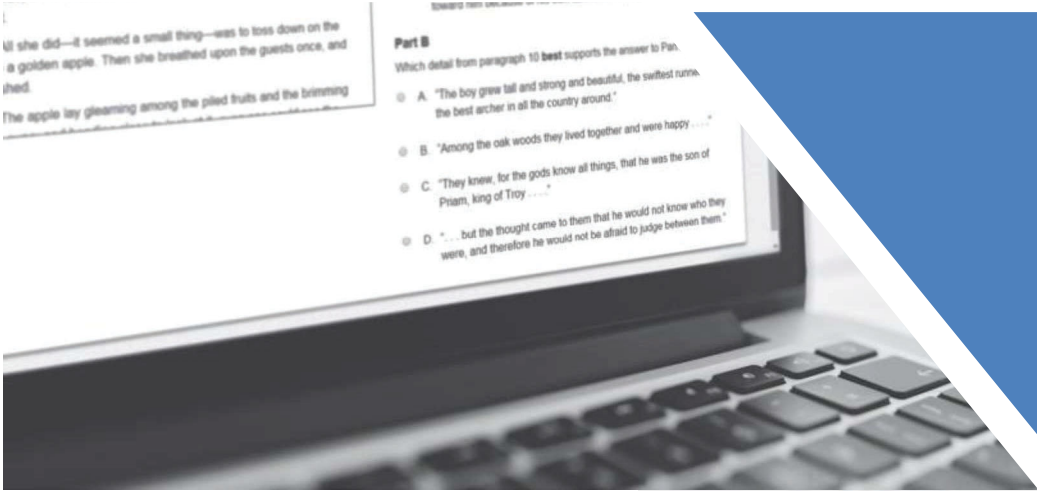 ll she did—it seemed a small thing—was to toss down on the
a golden apple. Then she breathed upon the guests once, and
shed.
The apple lay gleaming among the piled fruits and the brimming
toward him because
Part B
Which detail from paragraph 10 best supports the answer to
A. "The boy grew tall and strong and beautiful, the swiftest
the best archer in all the country around."
B. "Among the oak woods they lived together and were happy . . . ."
C. "They knew, for the gods know all things, that he was the son of
Priam, king of Troy . . . ."
D. ". . . but the thought came to them that he would not know who they
were, and therefore he would not be afraid to judge between them."